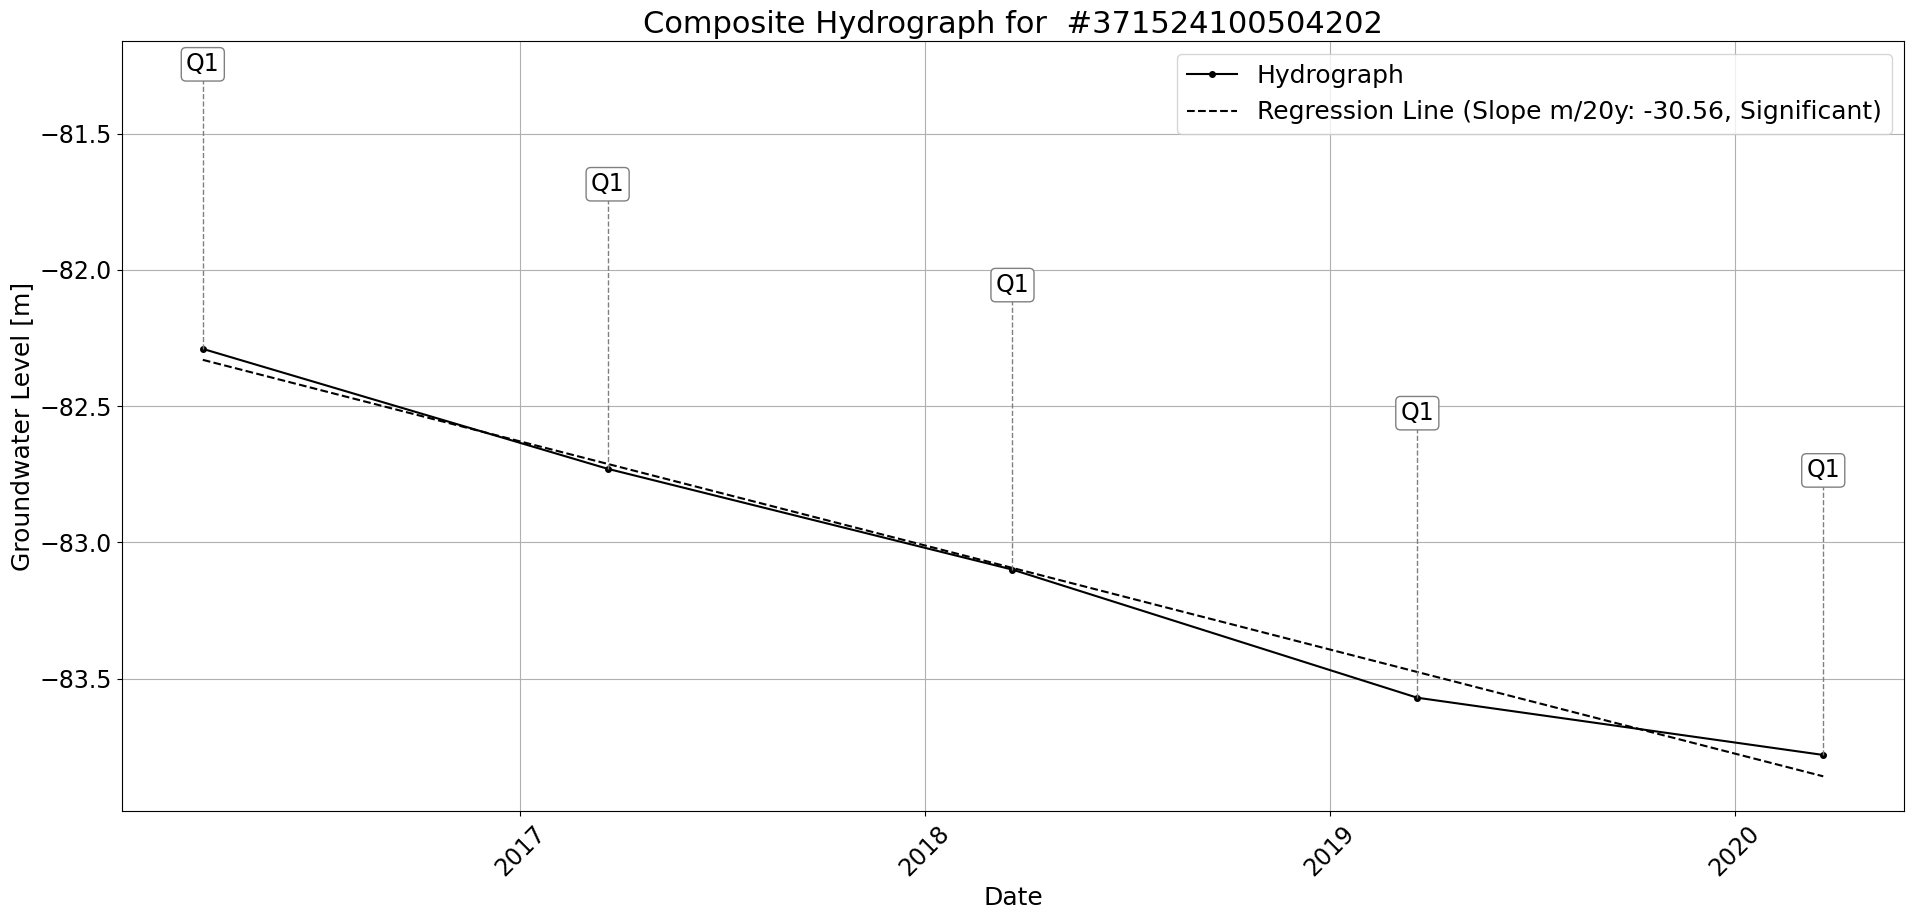 Composite Hydrograph for  #371524100504202
Hydrograph
Regression Line (Slope m/20y: -30.56, Significant)
Q1
Q1
Q1
Q1
Q1
−81.5
−82.0
−82.5
−83.0
−83.5
Groundwater Level [m]
2017
2018
2019
2020
Date